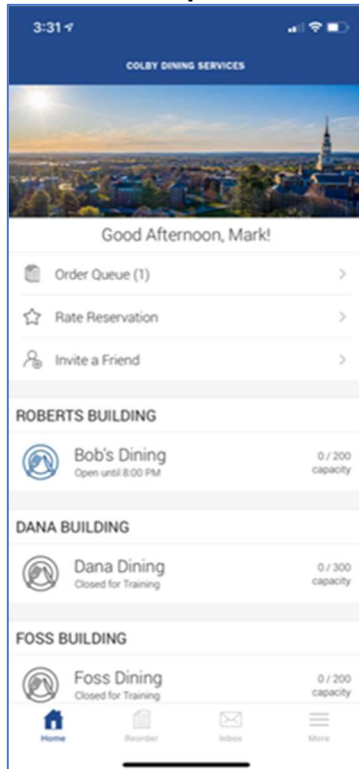 3:31
COLBY DINING SERVICES
Good Afternoon, Mark!
Order Queue (1)
Rate Reservation
Invite a Friend
ROBERTS BUILDING
Bob's Dining
0 / 200
Open until 8:00 PM
capacity
DANA BUILDING
Dana Dining
0 / 300
Closed for Training
capacity
FOSS BUILDING
Foss Dining
0 / 200
Closed for Training
capacity
Home
Reorder
Inbox
More